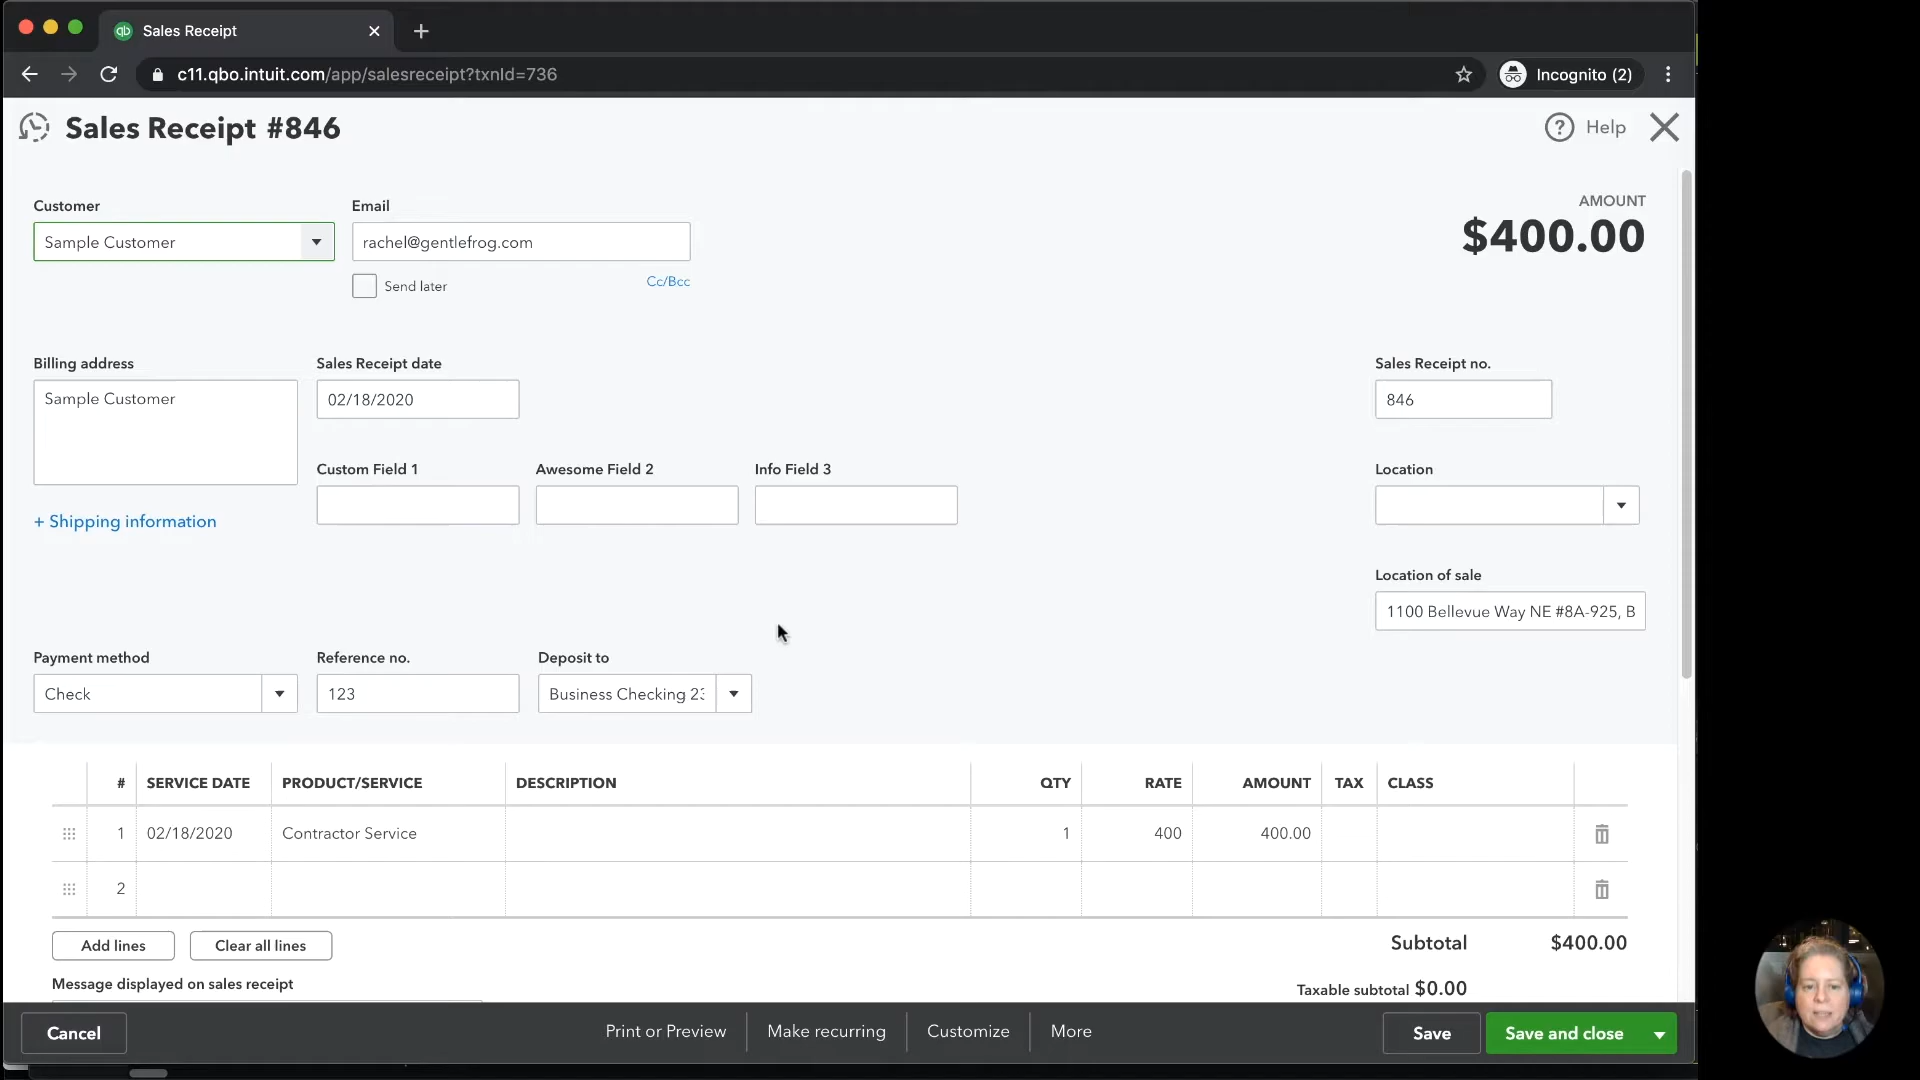 qb Sales Receipt
c11.qbo.intuit.com/app/salesreceipt?txnId=736
Incognito (2)
Sales Receipt #846
? Help
Customer
Email
AMOUNT
Sample Customer
rachel@gentlefrog.com
$400.00
Send later
Cc/Bcc
Billing address
Sales Receipt date
Sales Receipt no.
Sample Customer
02/18/2020
846
Custom Field 1
Awesome Field 2
Info Field 3
Location
+ Shipping information
Location of sale
1100 Bellevue Way NE #8A-925, B
Payment method
Reference no.
Deposit to
Check
123
Business Checking 23
# SERVICE DATE PRODUCT/SERVICE DESCRIPTION QTY RATE AMOUNT TAX CLASS
1 02/18/2020 Contractor Service 1 400 400.00
2
Add lines
Clear all lines
Subtotal $400.00
Message displayed on sales receipt
Taxable subtotal $0.00
Cancel
Print or Preview
Make recurring
Customize
More
Save
Save and close